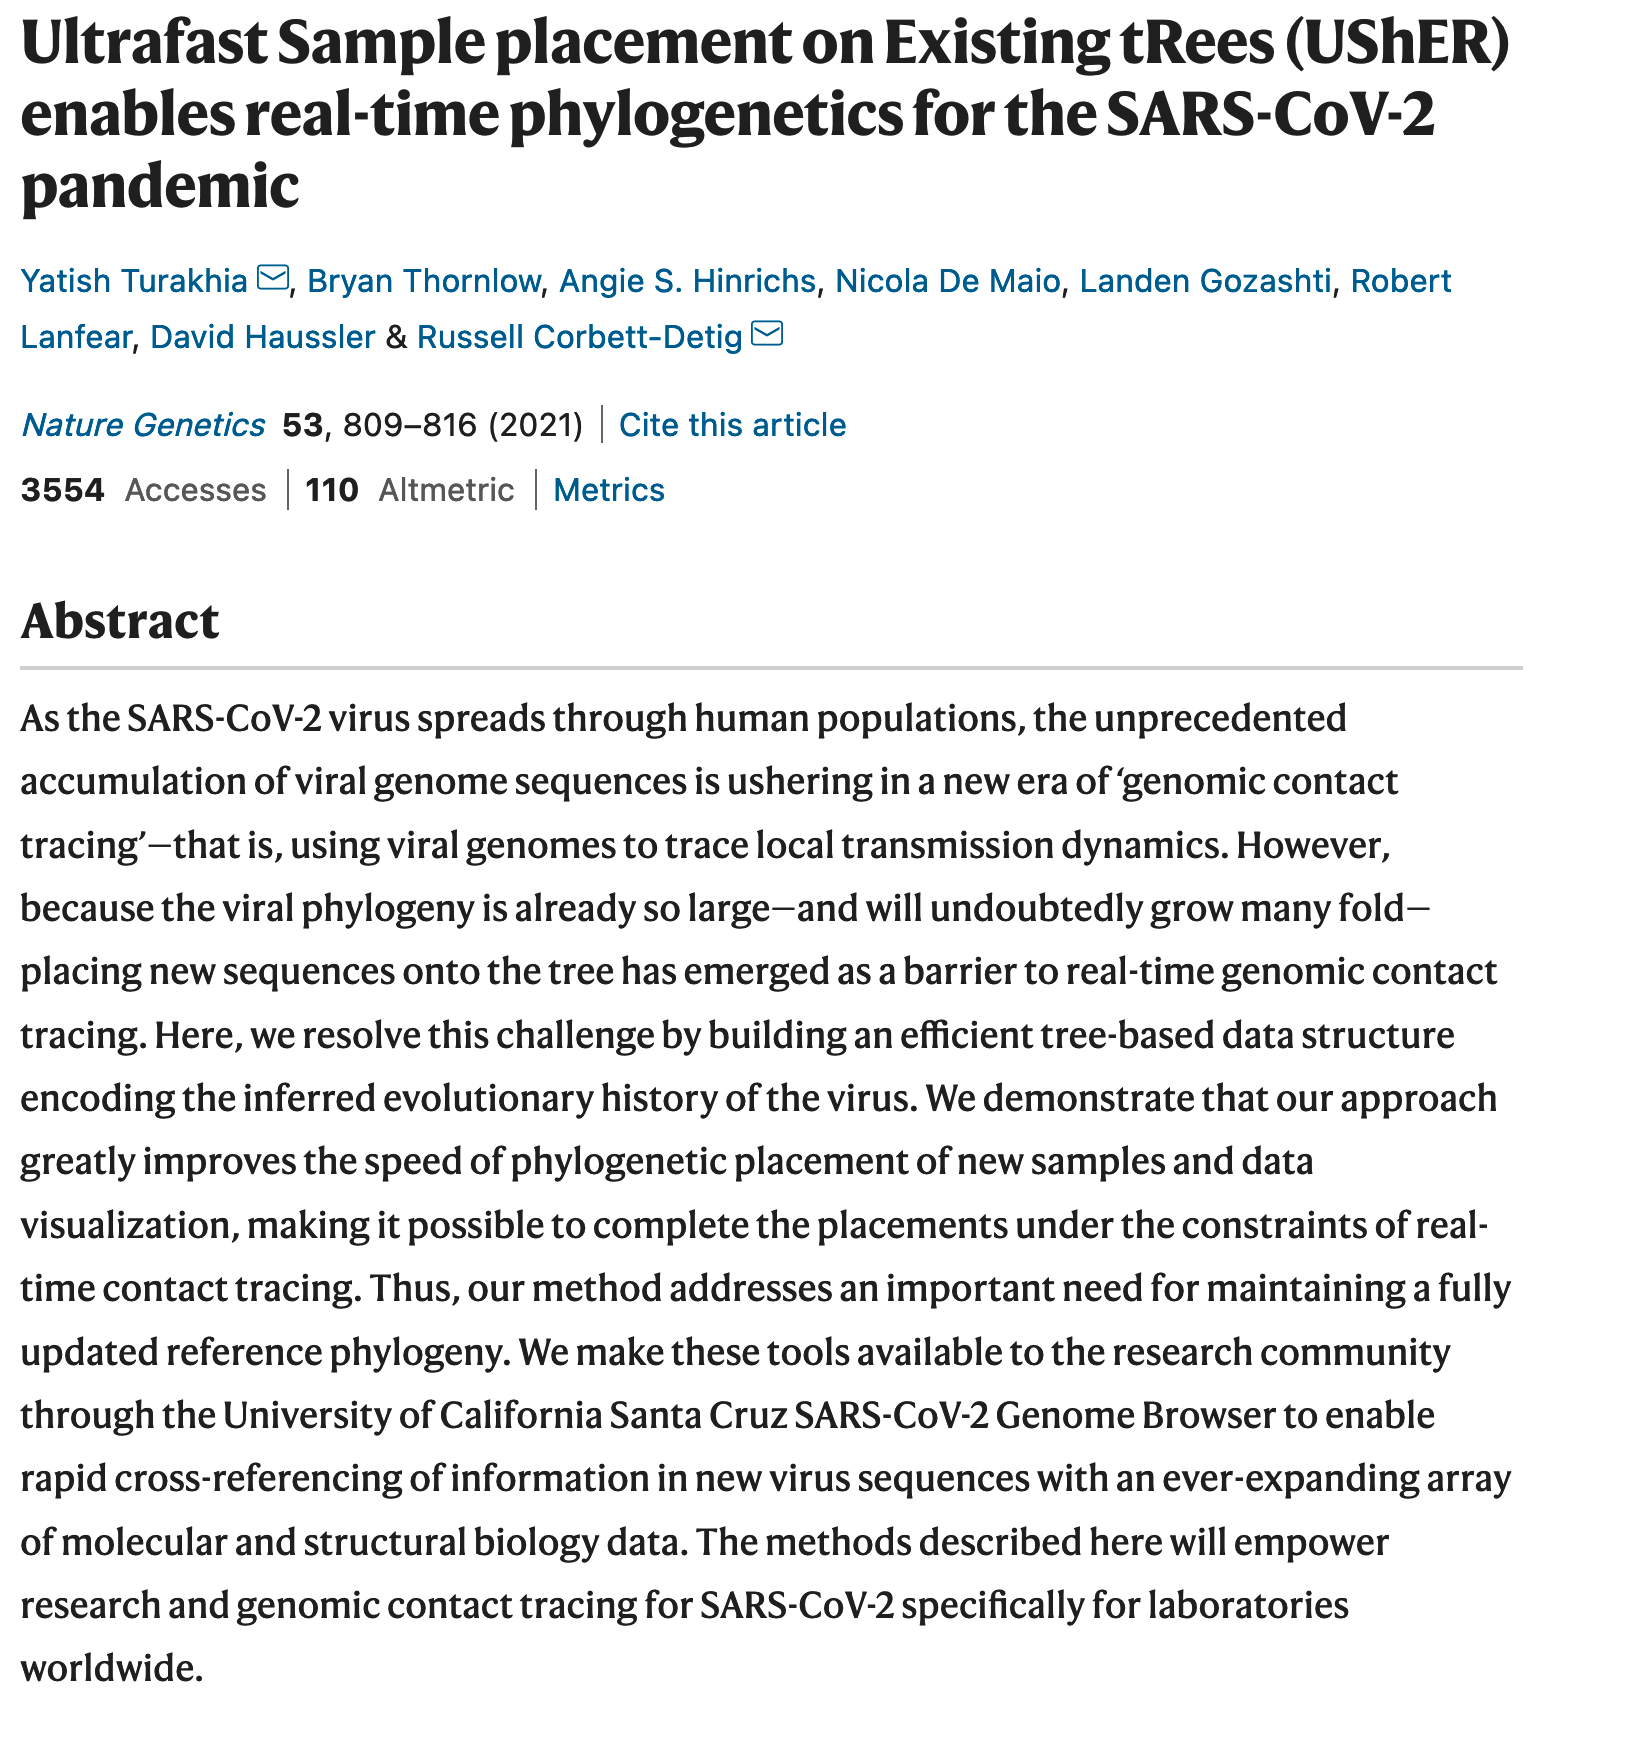 Ultrafast Sample placement on Existing tRees (UShER)
enables real-time phylogenetics for the SARS-CoV-2
pandemic
Yatish Turakhia, Bryan Thornlow, Angie S. Hinrichs, Nicola De Maio, Landen Gozashti, Robert
Lanfear, David Haussler & Russell Corbett-Detig
Nature Genetics 53, 809–816 (2021) | Cite this article
3554 Accesses | 110 Altmetric | Metrics
Abstract
As the SARS-CoV-2 virus spreads through human populations, the unprecedented
accumulation of viral genome sequences is ushering in a new era of ‘genomic contact
tracing’—that is, using viral genomes to trace local transmission dynamics. However,
because the viral phylogeny is already so large—and will undoubtedly grow many fold—
placing new sequences onto the tree has emerged as a barrier to real-time genomic contact
tracing. Here, we resolve this challenge by building an efficient tree-based data structure
encoding the inferred evolutionary history of the virus. We demonstrate that our approach
greatly improves the speed of phylogenetic placement of new samples and data
visualization, making it possible to complete the placements under the constraints of real-
time contact tracing. Thus, our method addresses an important need for maintaining a fully
updated reference phylogeny. We make these tools available to the research community
through the University of California Santa Cruz SARS-CoV-2 Genome Browser to enable
rapid cross-referencing of information in new virus sequences with an ever-expanding array
of molecular and structural biology data. The methods described here will empower
research and genomic contact tracing for SARS-CoV-2 specifically for laboratories
worldwide.